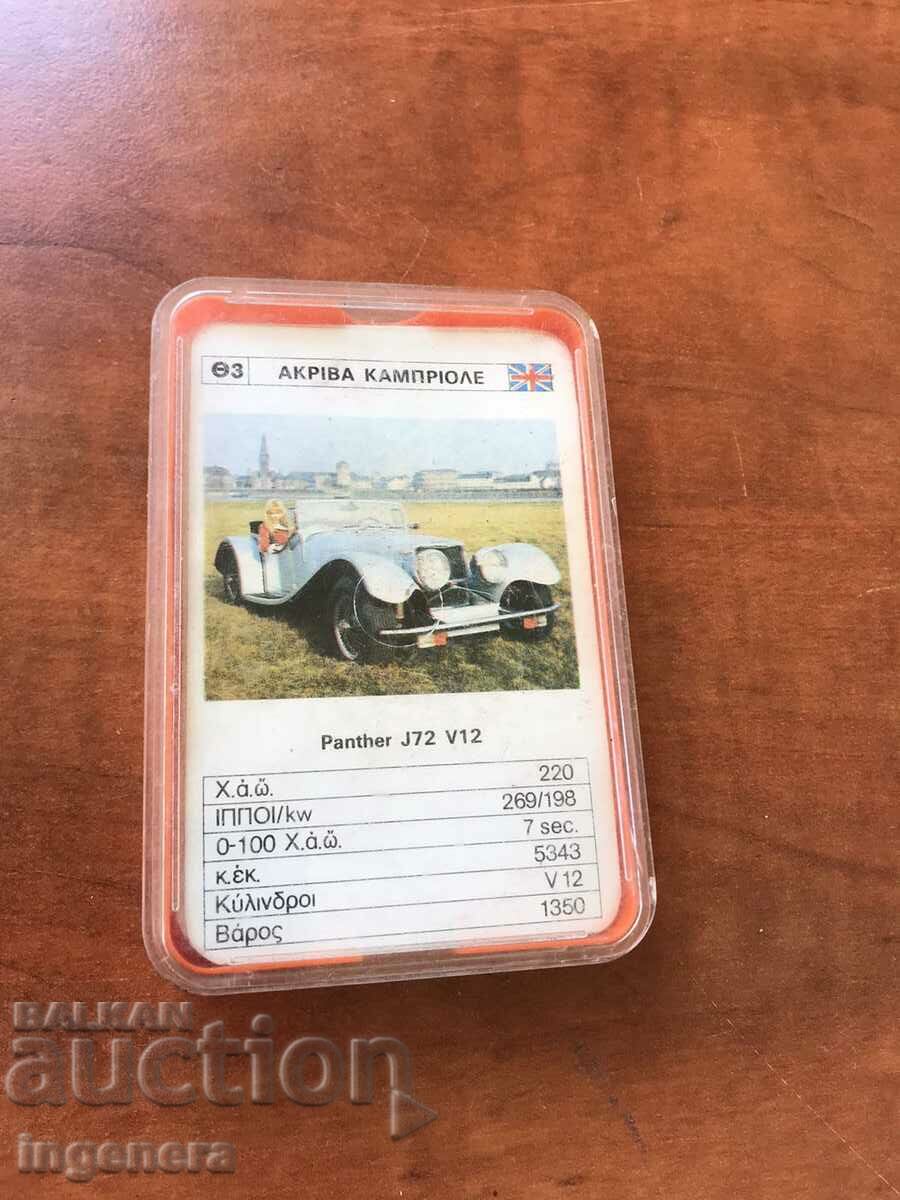 Θ3 ΑΚΡΙΒΑ ΚΑΜΠΡΙΟΛΕ
Panther J72 V12
Χ.ἀ.ὥ. 220
ΙΠΠΟΙ/kw 269/198
0-100 Χ.ἀ.ὥ. 7 sec.
κ.ἐκ. 5343
Κύλινδροι V 12
Βάρος 1350
BALKAN
auction
ingenera